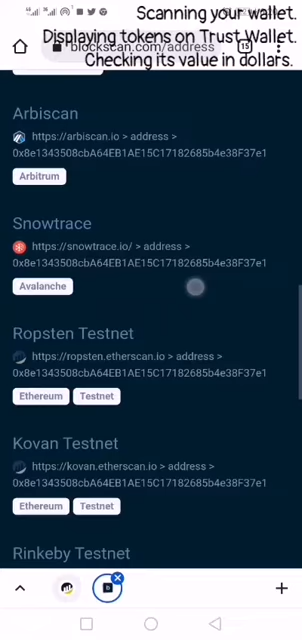 Scanning your wallet.
Displaying tokens on Trust Wallet.
blockscan.com/address
15
Checking its value in dollars.
Arbiscan
https://arbiscan.io > address >
0x8e1343508cbA64EB1AE15C17182685b4e38F37e1
Arbitrum
Snowtrace
https://snowtrace.io/ > address >
0x8e1343508cbA64EB1AE15C17182685b4e38F37e1
Avalanche
Ropsten Testnet
https://ropsten.etherscan.io > address >
0x8e1343508cbA64EB1AE15C17182685b4e38F37e1
Ethereum Testnet
Kovan Testnet
https://kovan.etherscan.io > address >
0x8e1343508cbA64EB1AE15C17182685b4e38F37e1
Ethereum Testnet
Rinkeby Testnet